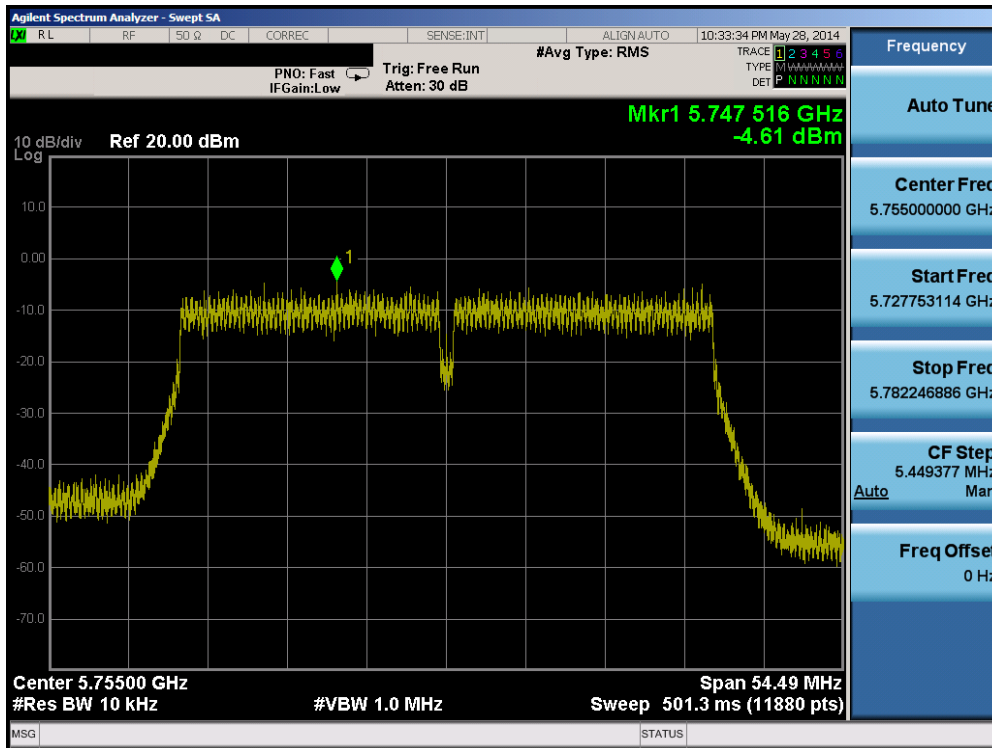 Agilent Spectrum Analyzer - Swept SA
LXI RL RF 50 Ω DC CORREC SENSE:INT ALIGN AUTO 10:33:34 PM May 28, 2014
Frequency
#Avg Type: RMS
TRACE 1 2 3 4 5 6
TYPE M
DET P N N N N N
PNO: Fast
IFGain:Low
Trig: Free Run
Atten: 30 dB
Auto Tune
Mkr1 5.747 516 GHz
-4.61 dBm
10 dB/div Ref 20.00 dBm
Log
10.0
0.00
-10.0
-20.0
-30.0
-40.0
-50.0
-60.0
-70.0
1
Center Freq
5.755000000 GHz
Start Freq
5.727753114 GHz
Stop Freq
5.782246886 GHz
CF Step
5.449377 MHz
Auto Man
Freq Offset
0 Hz
Center 5.75500 GHz Span 54.49 MHz
#Res BW 10 kHz #VBW 1.0 MHz Sweep 501.3 ms (11880 pts)
MSG STATUS